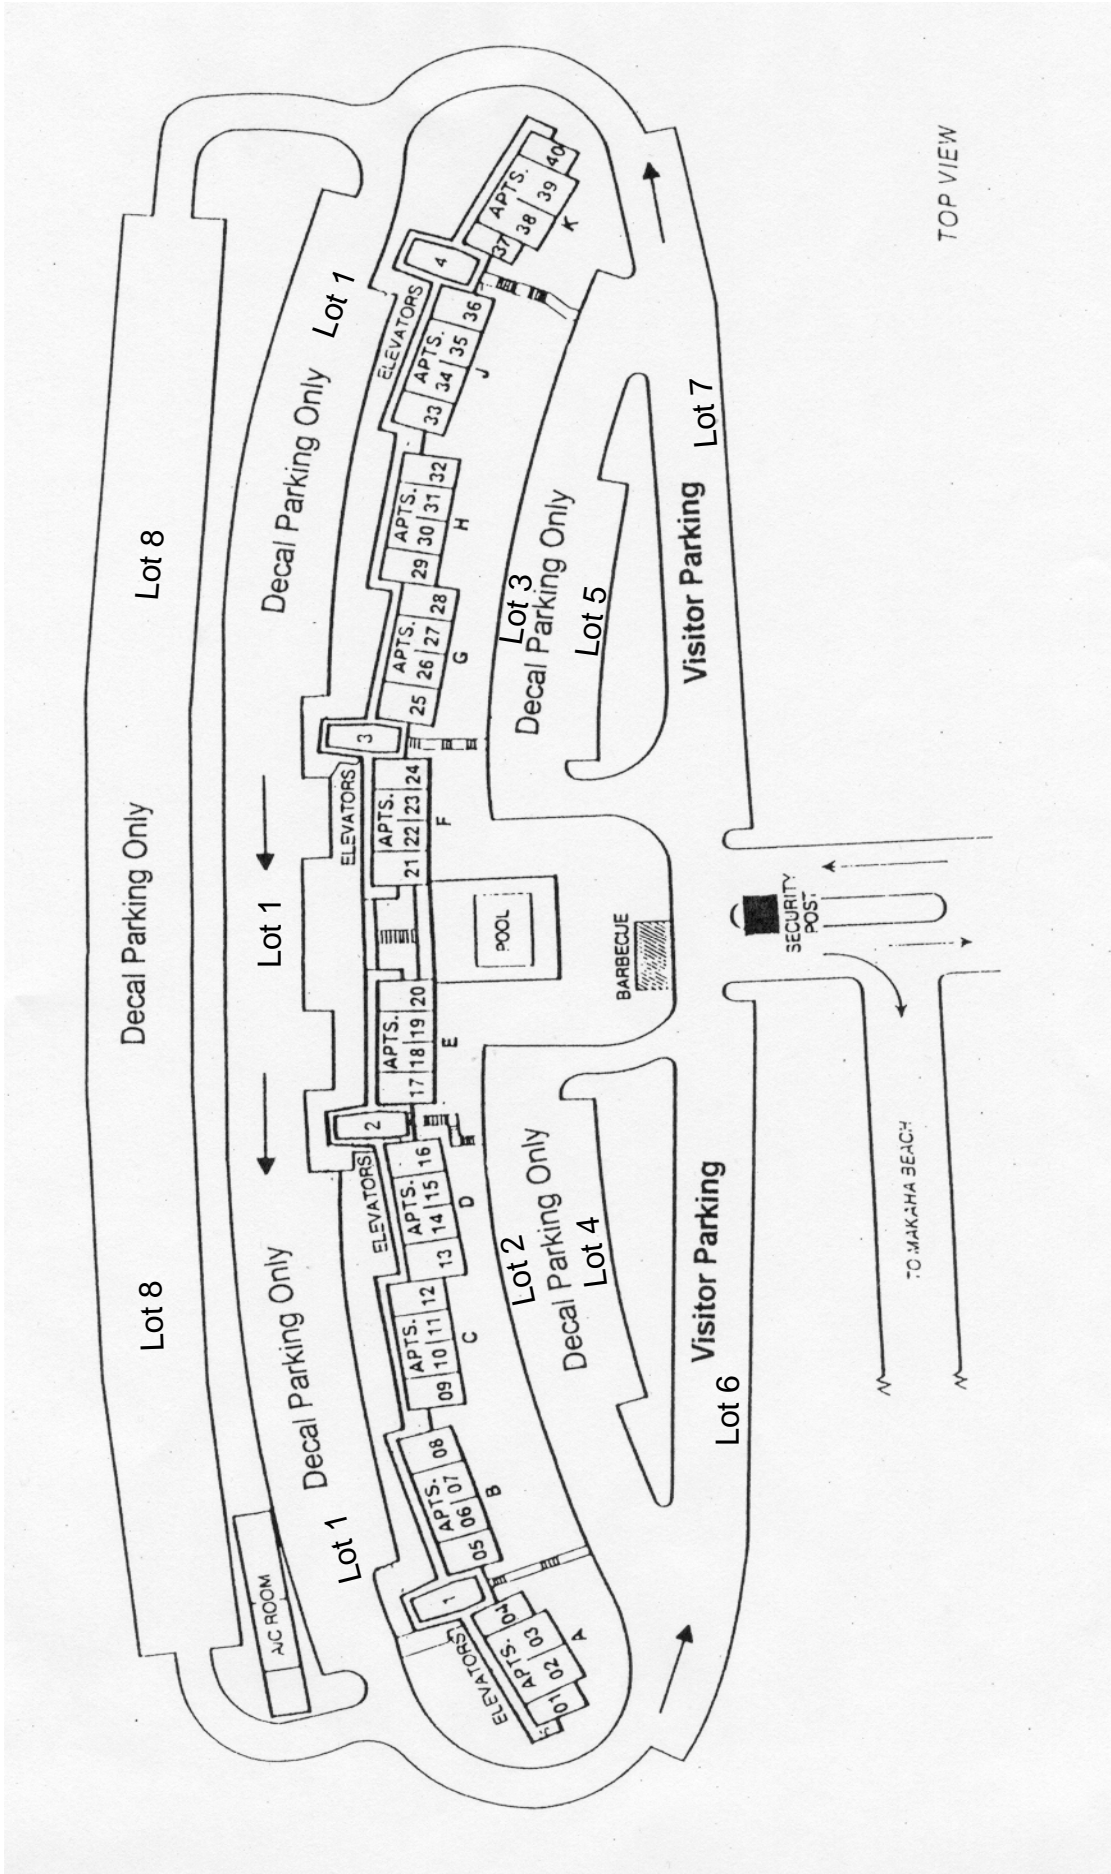 Lot 8
Decal Parking Only
Lot 8
Decal Parking Only
Lot 1
Lot 1
Decal Parking Only
Lot 1
A/C ROOM
ELEVATORS
1
ELEVATORS
2
ELEVATORS
3
ELEVATORS
4
APTS.
01 02 03 04
A
APTS.
05 06 07 08
B
APTS.
09 10 11 12
C
APTS.
13 14 15 16
D
APTS.
17 18 19 20
E
APTS.
21 22 23 24
F
APTS.
25 26 27 28
G
APTS.
29 30 31 32
H
APTS.
33 34 35 36
J
APTS.
37 38 39 40
K
POOL
BARBECUE
Lot 2
Decal Parking Only
Lot 4
Lot 3
Decal Parking Only
Lot 5
Visitor Parking
Lot 6
Visitor Parking
Lot 7
SECURITY
POST
TO MAKAHA BEACH
TOP VIEW